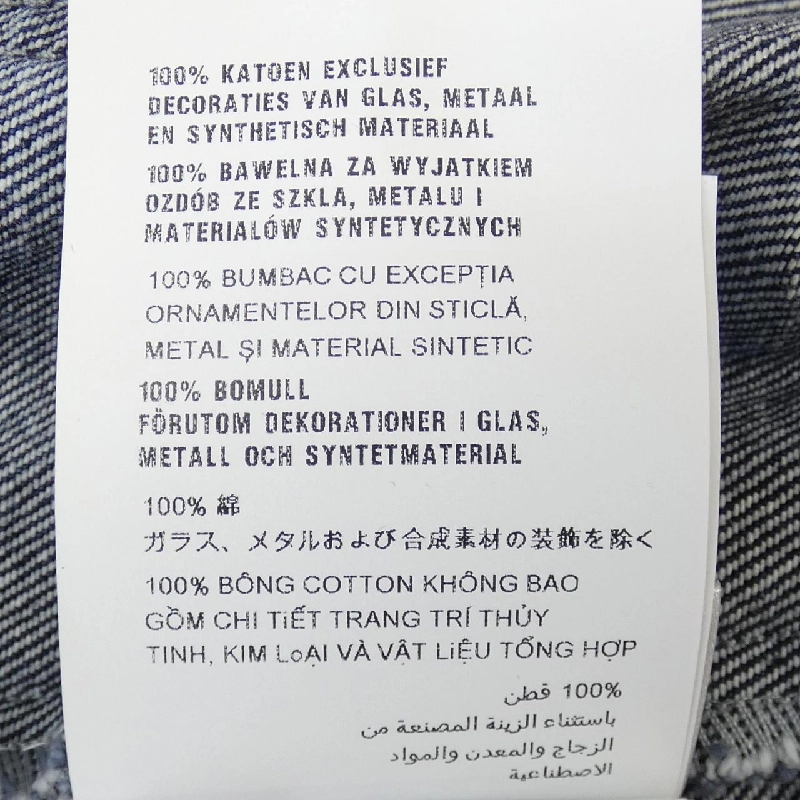 100% KATOEN EXCLUSIEF
DECORATIES VAN GLAS, METAAL
EN SYNTHETISCH MATERIAAL
100% BAWELNA ZA WYJATKIEM
OZDÓB ZE SZKLA, METALU I
MATERIALÓW SYNTETYCZNYCH
100% BUMBAC CU EXCEPȚIA
ORNAMENTELOR DIN STICLĂ,
METAL ȘI MATERIAL SINTETIC
100% BOMULL
FÖRUTOM DEKORATIONER I GLAS,
METALL OCH SYNTETMATERIAL
100% 綿
ガラス、メタルおよび合成素材の装飾を除く
100% BÔNG COTTON KHÔNG BAO
GỒM CHI TIẾT TRANG TRÍ THỦY
TINH, KIM LoẠI VÀ VẬT LIỆU TỔNG HỢP
100% قطن
باستثناء الزينة المصنعة من
الزجاج والمعدن والمواد
الاصطناعية